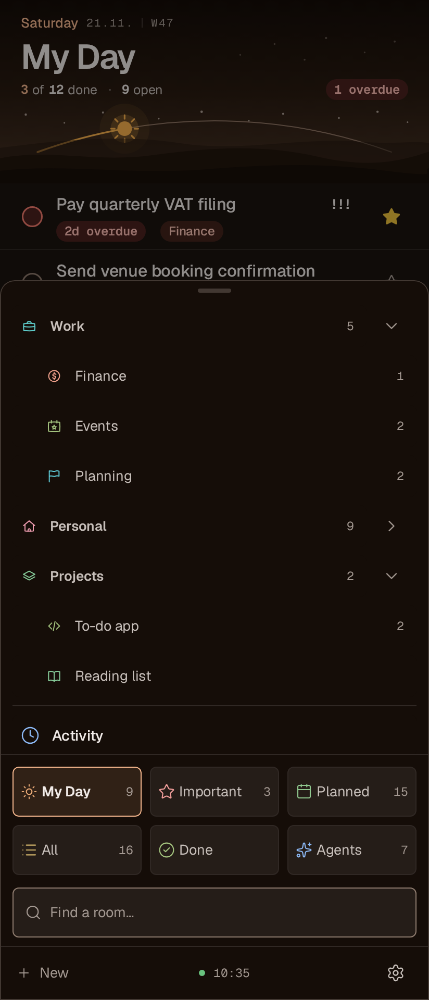 Saturday 21.11. | W47
My Day
3 of 12 done · 9 open
1 overdue
Pay quarterly VAT filing !!!
2d overdue Finance
Send venue booking confirmation
Work 5
Finance 1
Events 2
Planning 2
Personal 9
Projects 2
To-do app 2
Reading list
Activity
My Day 9 Important 3 Planned 15
All 16 Done Agents 7
Find a room…
+ New 10:35